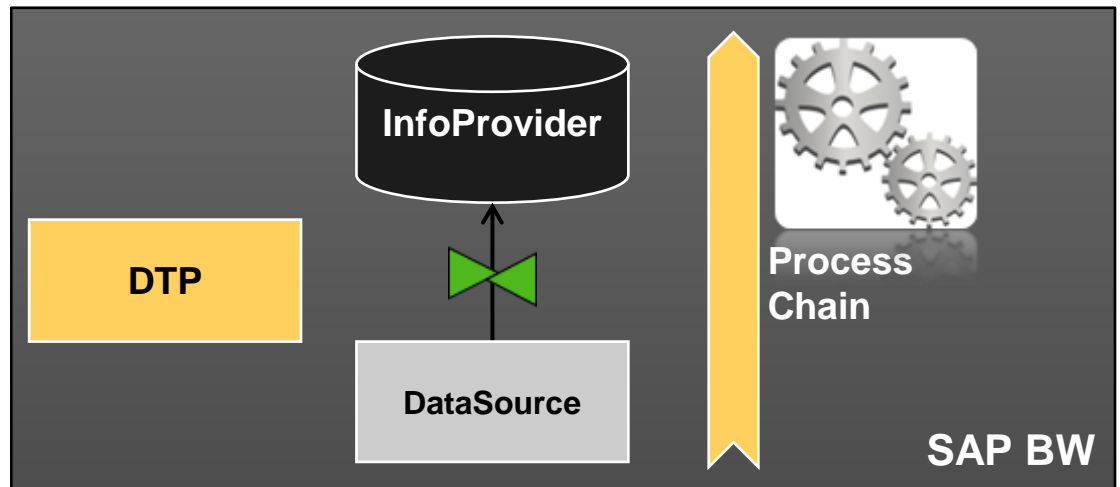 InfoProvider
DTP
Process
Chain
DataSource
SAP BW